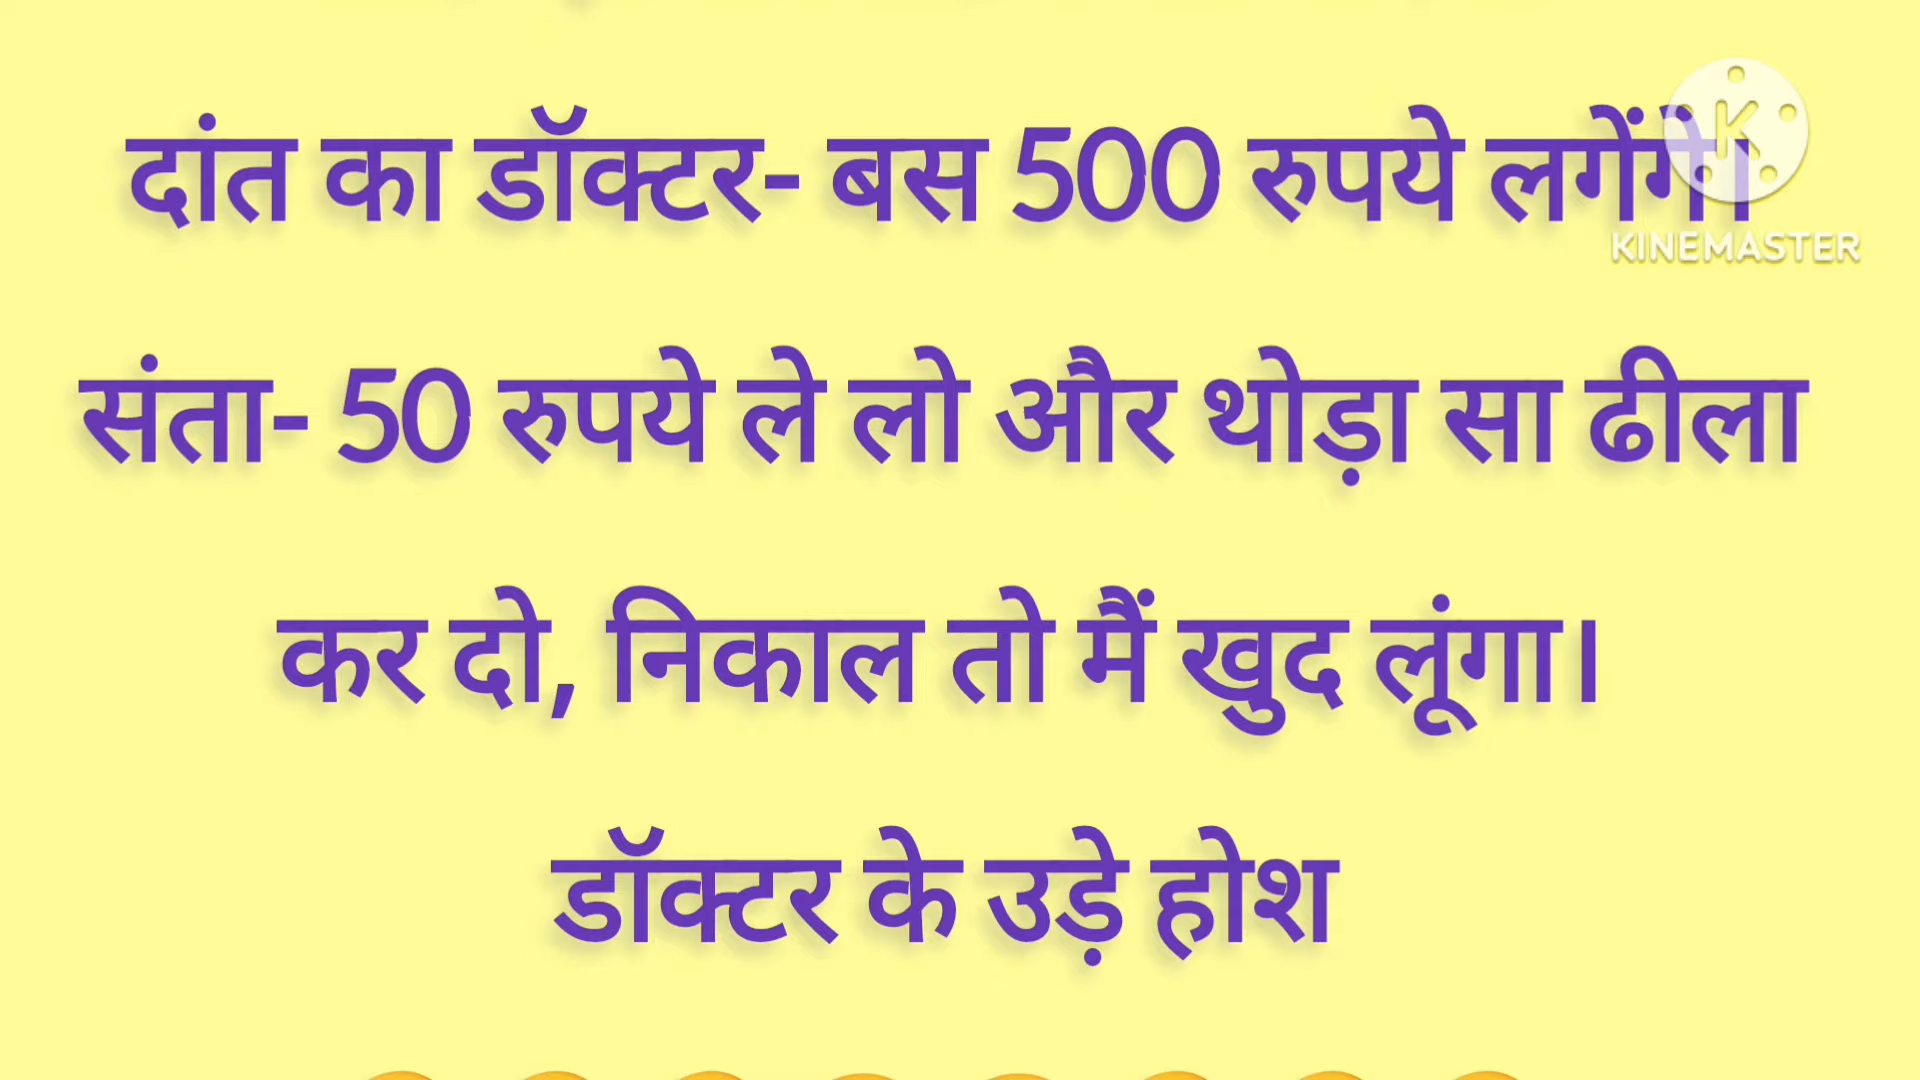 दांत का डॉक्टर- बस 500 रुपये लगेंगे।
KINEMASTER
संता- 50 रुपये ले लो और थोड़ा सा ढीला
कर दो, निकाल तो मैं खुद लूंगा।
डॉक्टर के उड़े होश